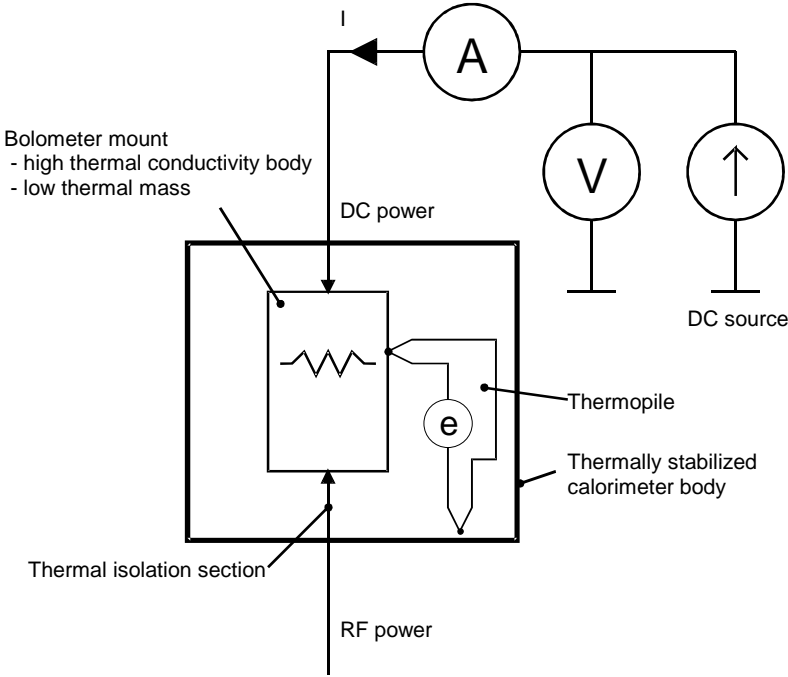 I
A
V
Bolometer mount
- high thermal conductivity body
- low thermal mass
DC power
DC source
e
Thermopile
Thermally stabilized
calorimeter body
Thermal isolation section
RF power